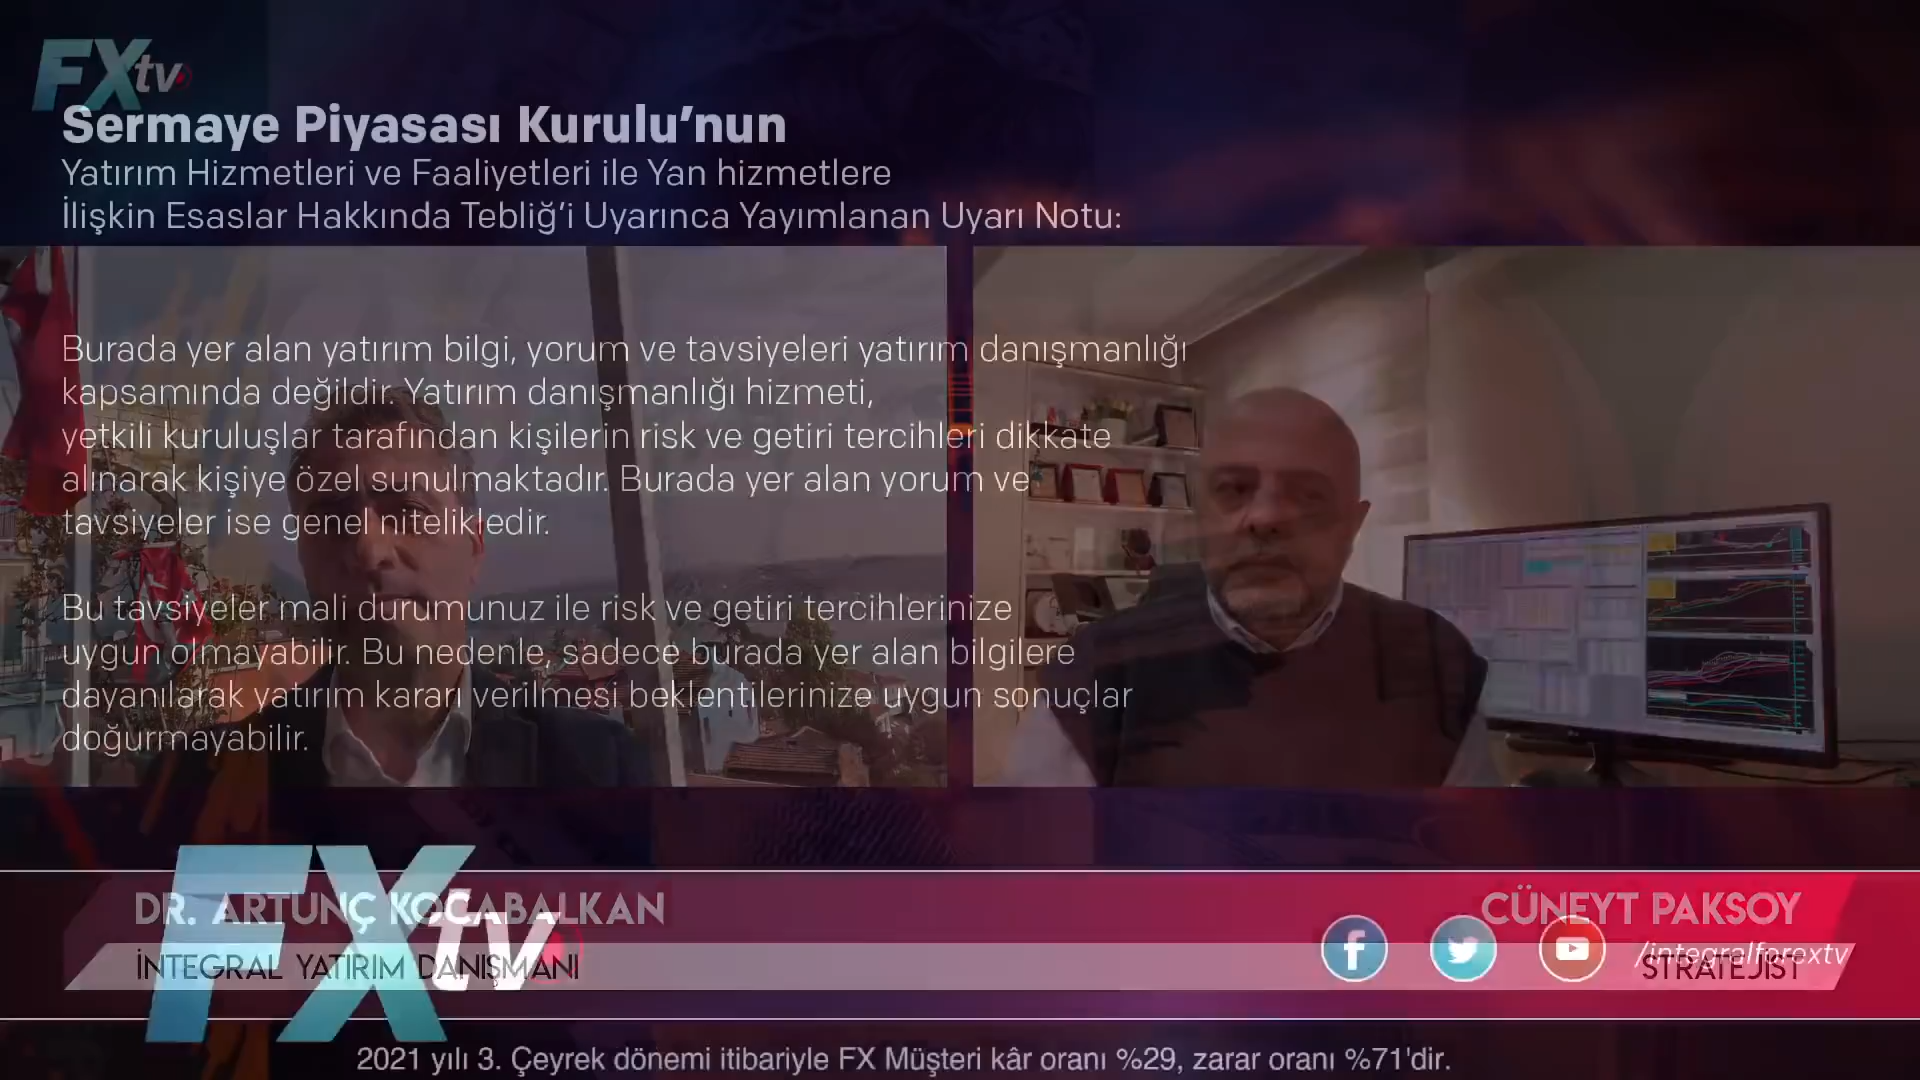 FXtv
Sermaye Piyasası Kurulu’nun
Yatırım Hizmetleri ve Faaliyetleri ile Yan hizmetlere
İlişkin Esaslar Hakkında Tebliğ’i Uyarınca Yayımlanan Uyarı Notu:
Burada yer alan yatırım bilgi, yorum ve tavsiyeleri yatırım danışmanlığı
kapsamında değildir. Yatırım danışmanlığı hizmeti,
yetkili kuruluşlar tarafından kişilerin risk ve getiri tercihleri dikkate
alınarak kişiye özel sunulmaktadır. Burada yer alan yorum ve
tavsiyeler ise genel niteliktedir.
Bu tavsiyeler mali durumunuz ile risk ve getiri tercihlerinize
uygun olmayabilir. Bu nedenle, sadece burada yer alan bilgilere
dayanılarak yatırım kararı verilmesi beklentilerinize uygun sonuçlar
doğurmayabilir.
DR. ARTUNÇ KOCABALKAN
İNTEGRAL YATIRIM DANIŞMANI
FXtv
CÜNEYT PAKSOY
STRATEJİST
/integralforextv
2021 yılı 3. Çeyrek dönemi itibariyle FX Müşteri kâr oranı %29, zarar oranı %71'dir.